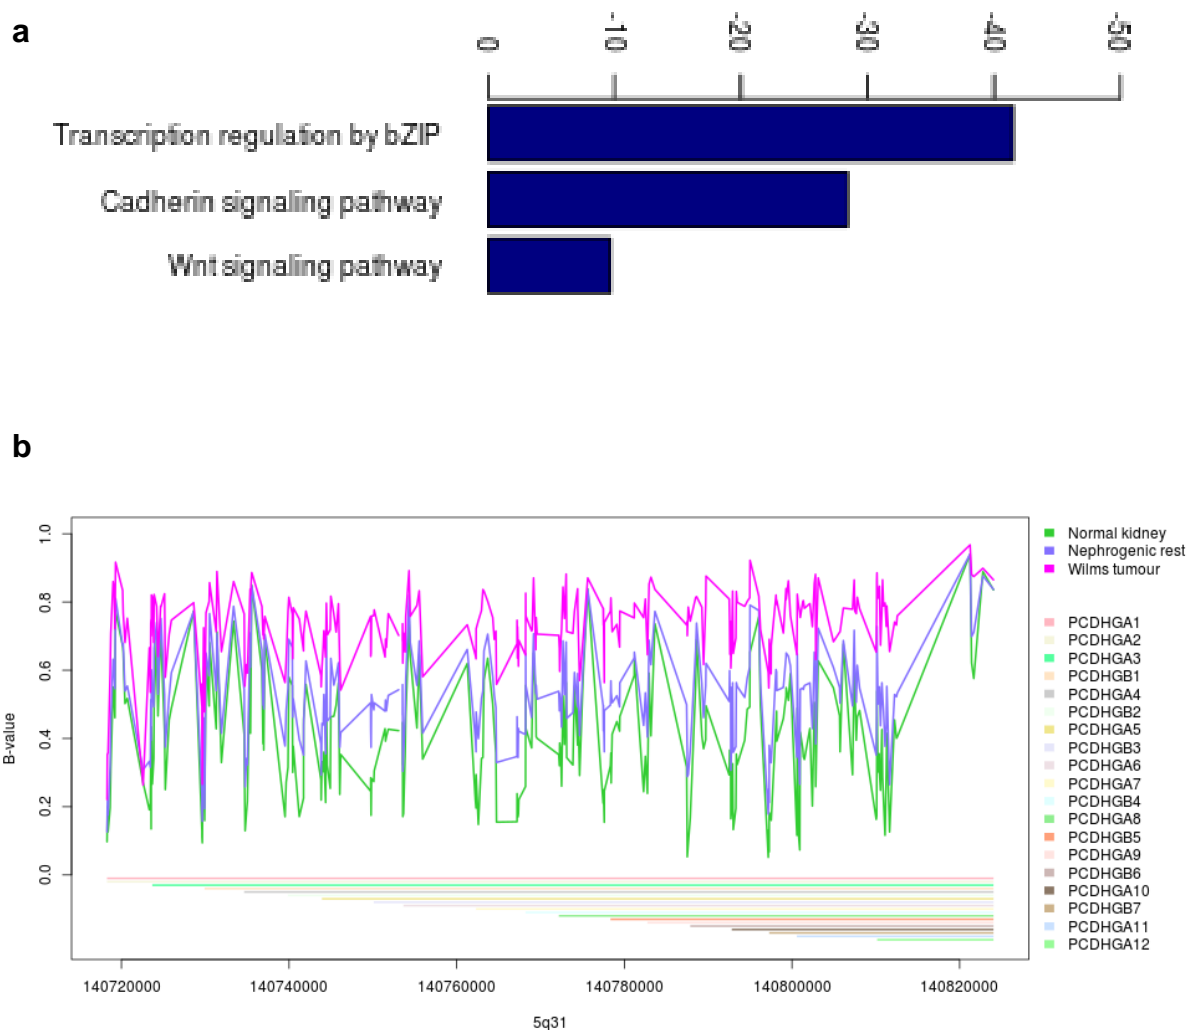 a
0
-10
-20
-30
-40
-50
Transcription regulation by bZIP
Cadherin signaling pathway
Wnt signaling pathway
b
1.0
0.8
0.6
0.4
0.2
0.0
B-value
Normal kidney
Nephrogenic rest
Wilms tumour
PCDHGA1
PCDHGA2
PCDHGA3
PCDHGB1
PCDHGA4
PCDHGB2
PCDHGA5
PCDHGB3
PCDHGA6
PCDHGA7
PCDHGB4
PCDHGA8
PCDHGB5
PCDHGA9
PCDHGB6
PCDHGA10
PCDHGB7
PCDHGA11
PCDHGA12
140720000 140740000 140760000 140780000 140800000 140820000
5q31